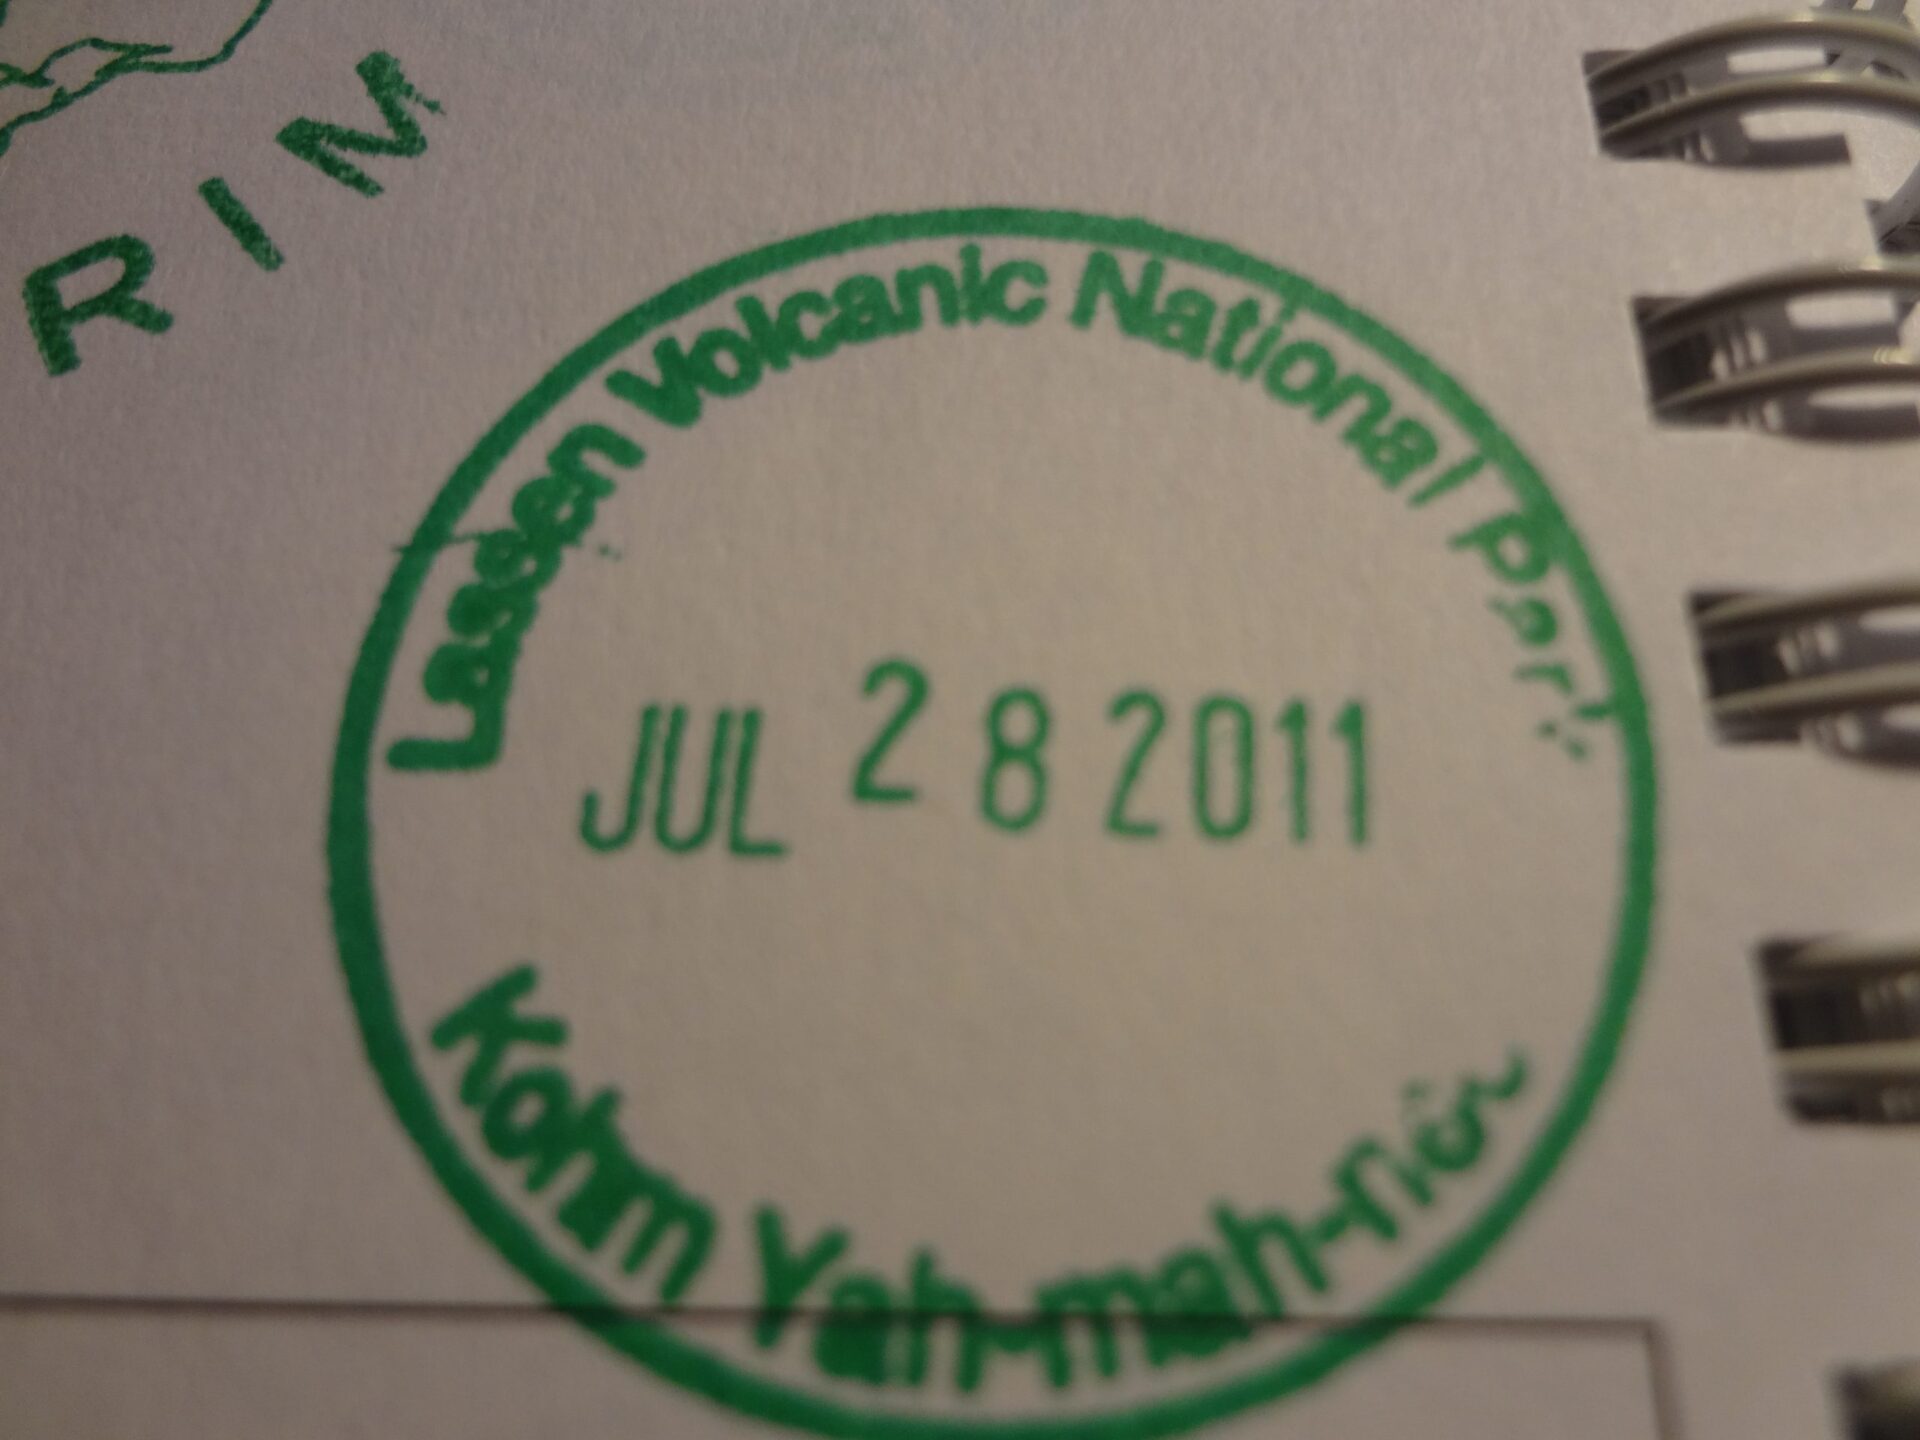 RIM
Lassen Volcanic National Park
JUL 28 2011
Kohm Yah-mah-nee